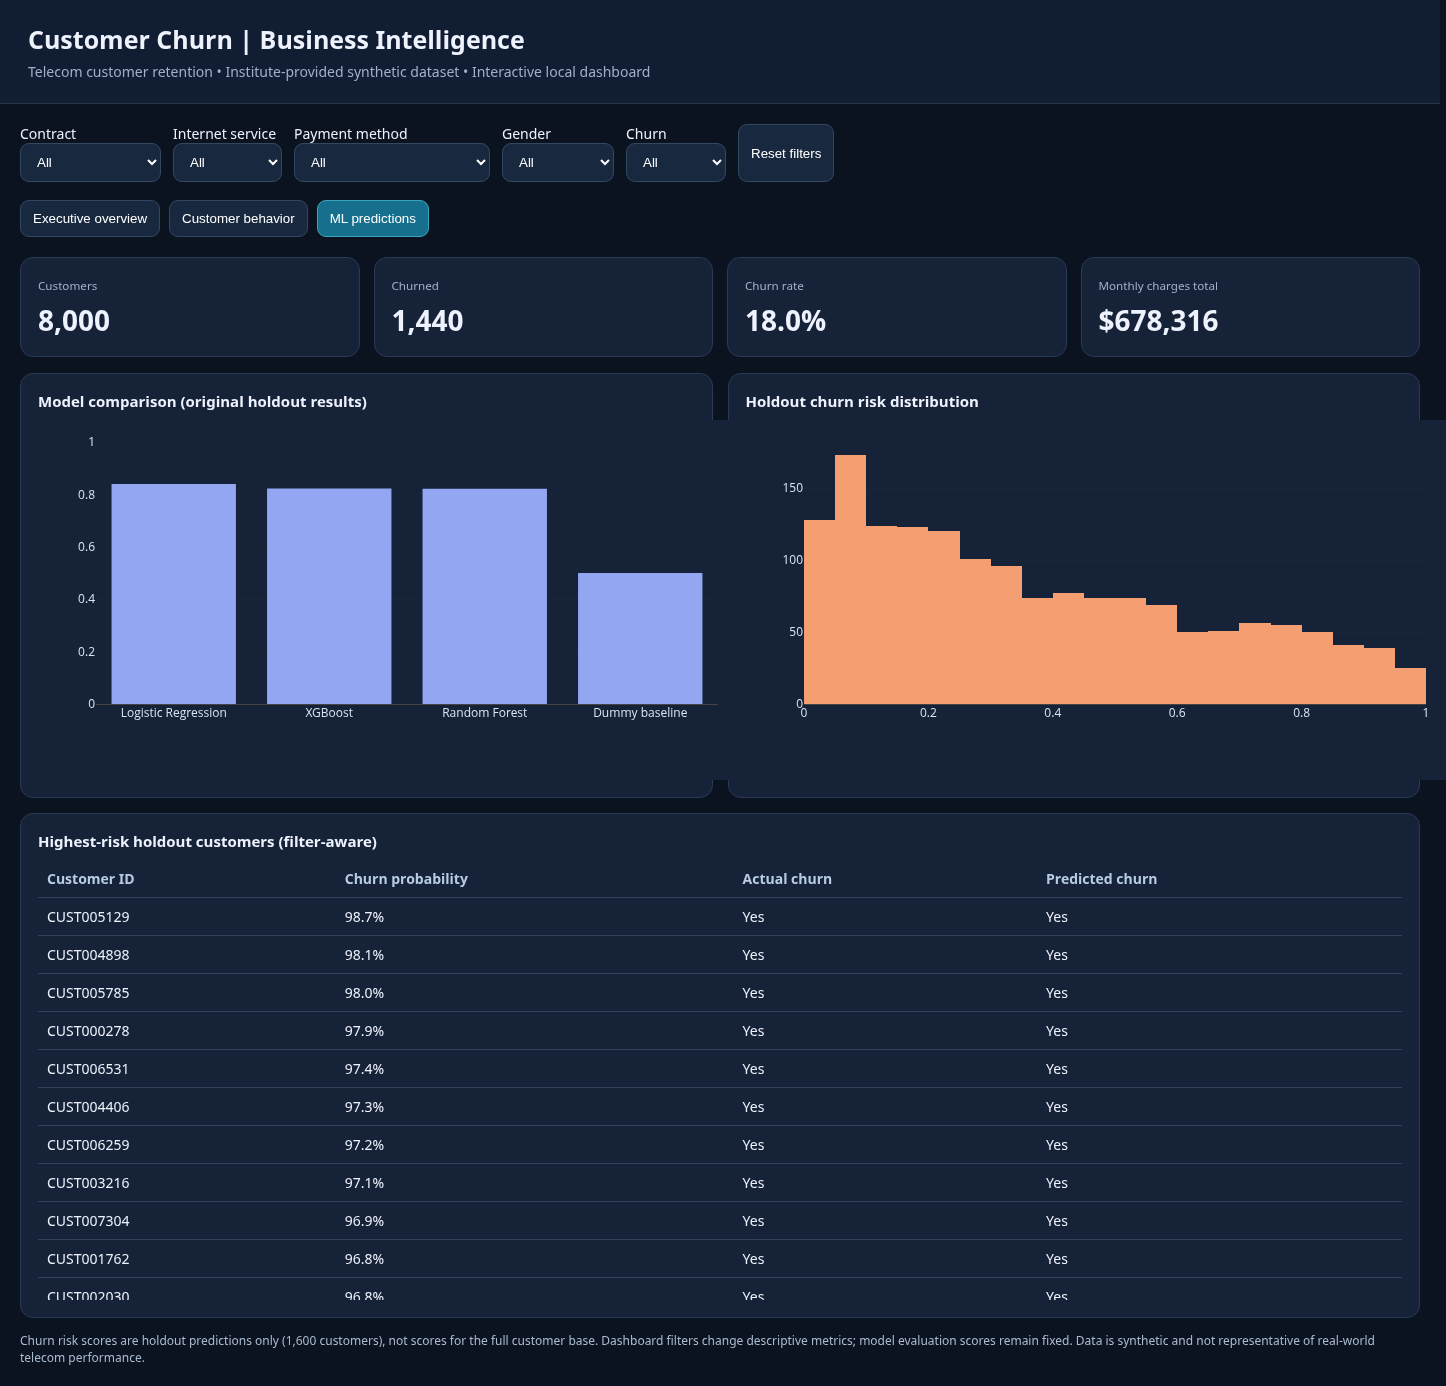 Customer Churn | Business Intelligence
Telecom customer retention • Institute-provided synthetic dataset • Interactive local dashboard
Contract Internet service Payment method Gender Churn
All All All All All Reset filters
Executive overview Customer behavior ML predictions
Customers Churned Churn rate Monthly charges total
8,000 1,440 18.0% $678,316
Model comparison (original holdout results)
1
0.8
0.6
0.4
0.2
0
Logistic Regression XGBoost Random Forest Dummy baseline
Holdout churn risk distribution
150
100
50
0
0 0.2 0.4 0.6 0.8 1
Highest-risk holdout customers (filter-aware)
Customer ID Churn probability Actual churn Predicted churn
CUST005129 98.7% Yes Yes
CUST004898 98.1% Yes Yes
CUST005785 98.0% Yes Yes
CUST000278 97.9% Yes Yes
CUST006531 97.4% Yes Yes
CUST004406 97.3% Yes Yes
CUST006259 97.2% Yes Yes
CUST003216 97.1% Yes Yes
CUST007304 96.9% Yes Yes
CUST001762 96.8% Yes Yes
CUST002030 96.8% Yes Yes
Churn risk scores are holdout predictions only (1,600 customers), not scores for the full customer base. Dashboard filters change descriptive metrics; model evaluation scores remain fixed. Data is synthetic and not representative of real-world
telecom performance.